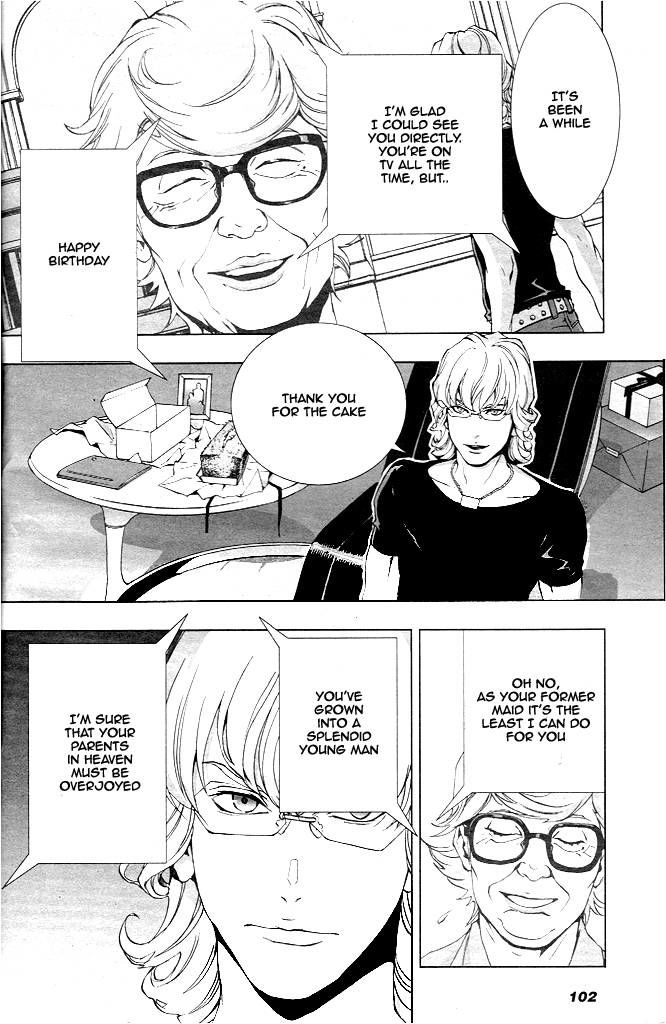 IT'S
BEEN
A WHILE
I'M GLAD
I COULD SEE
YOU DIRECTLY.
YOU'RE ON
TV ALL THE
TIME, BUT..
HAPPY
BIRTHDAY
THANK YOU
FOR THE CAKE
OH NO,
AS YOUR FORMER
MAID IT'S THE
LEAST I CAN DO
FOR YOU
YOU'VE
GROWN
INTO A
SPLENDID
YOUNG MAN
I'M SURE
THAT YOUR
PARENTS
IN HEAVEN
MUST BE
OVERJOYED
102